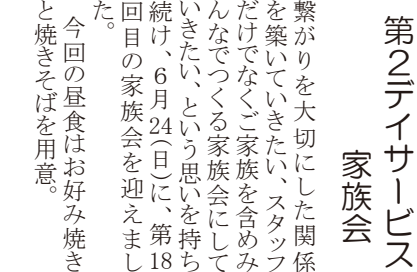 第2デイサービス
家族会
繋がりを大切にした関係
を築いていきたい、スタッフ
だけでなくご家族を含めみ
んなでつくる家族会にして
いきたい、という思いを持ち
続け、6月24(日)に、第18
回目の家族会を迎えまし
た。
今回の昼食はお好み焼き
と焼きそばを用意。